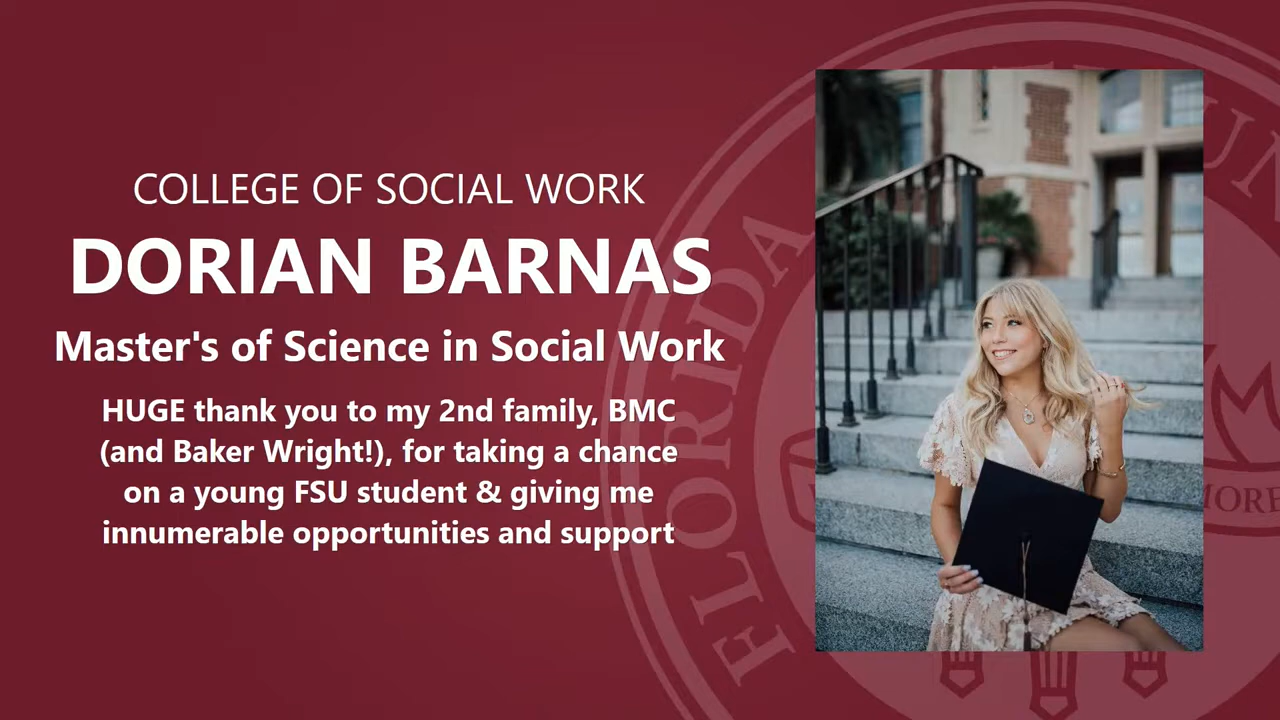 COLLEGE OF SOCIAL WORK
DORIAN BARNAS
Master's of Science in Social Work
HUGE thank you to my 2nd family, BMC
(and Baker Wright!), for taking a chance
on a young FSU student & giving me
innumerable opportunities and support
FLORIDA